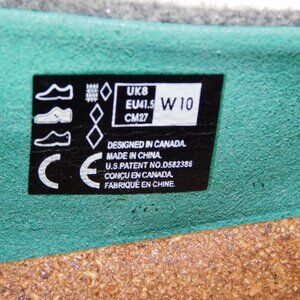 UK8
EU41.5
CM27
W 10
CE
DESIGNED IN CANADA.
MADE IN CHINA.
U.S. PATENT NO.D582386
CONÇU EN CANADA.
FABRIQUÉ EN CHINE.